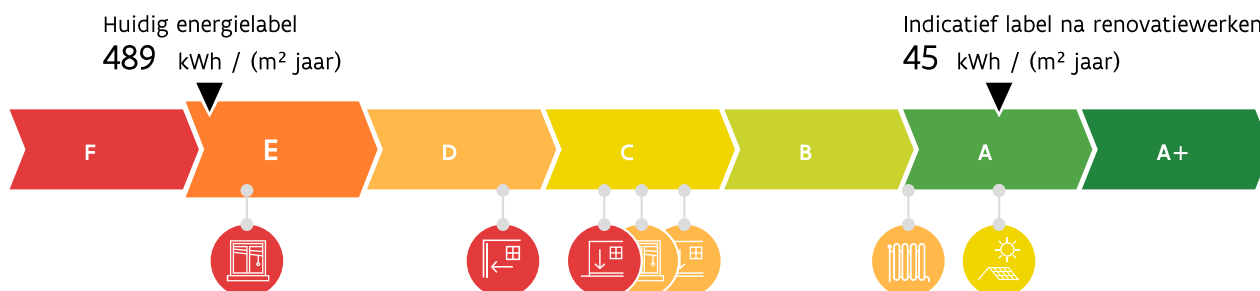 Huidig energielabel
489 kWh / (m² jaar)
Indicatief label na renovatiewerken
45 kWh / (m² jaar)
F E D C B A A+